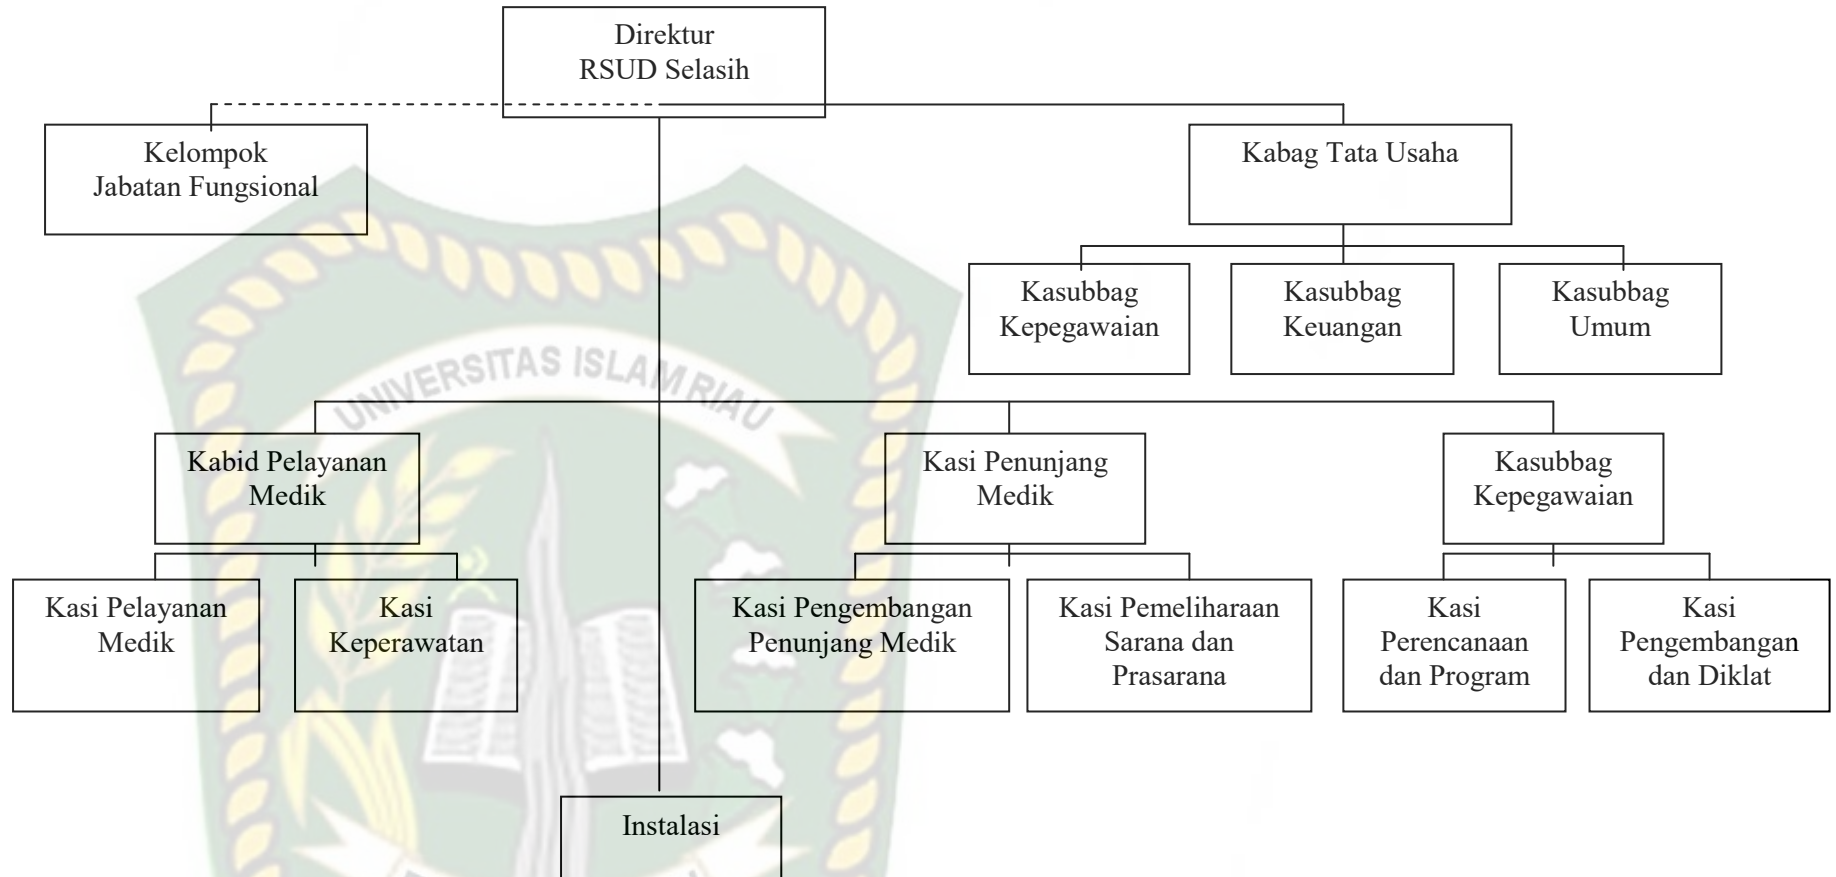 Direktur
RSUD Selasih
Kelompok
Jabatan Fungsional
Kabag Tata Usaha
Kasubbag
Kepegawaian
Kasubbag
Keuangan
Kasubbag
Umum
UNIVERSITAS ISLAM RIAU
Kabid Pelayanan
Medik
Kasi Penunjang
Medik
Kasubbag
Kepegawaian
Kasi Pelayanan
Medik
Kasi
Keperawatan
Kasi Pengembangan
Penunjang Medik
Kasi Pemeliharaan
Sarana dan
Prasarana
Kasi
Perencanaan
dan Program
Kasi
Pengembangan
dan Diklat
Instalasi